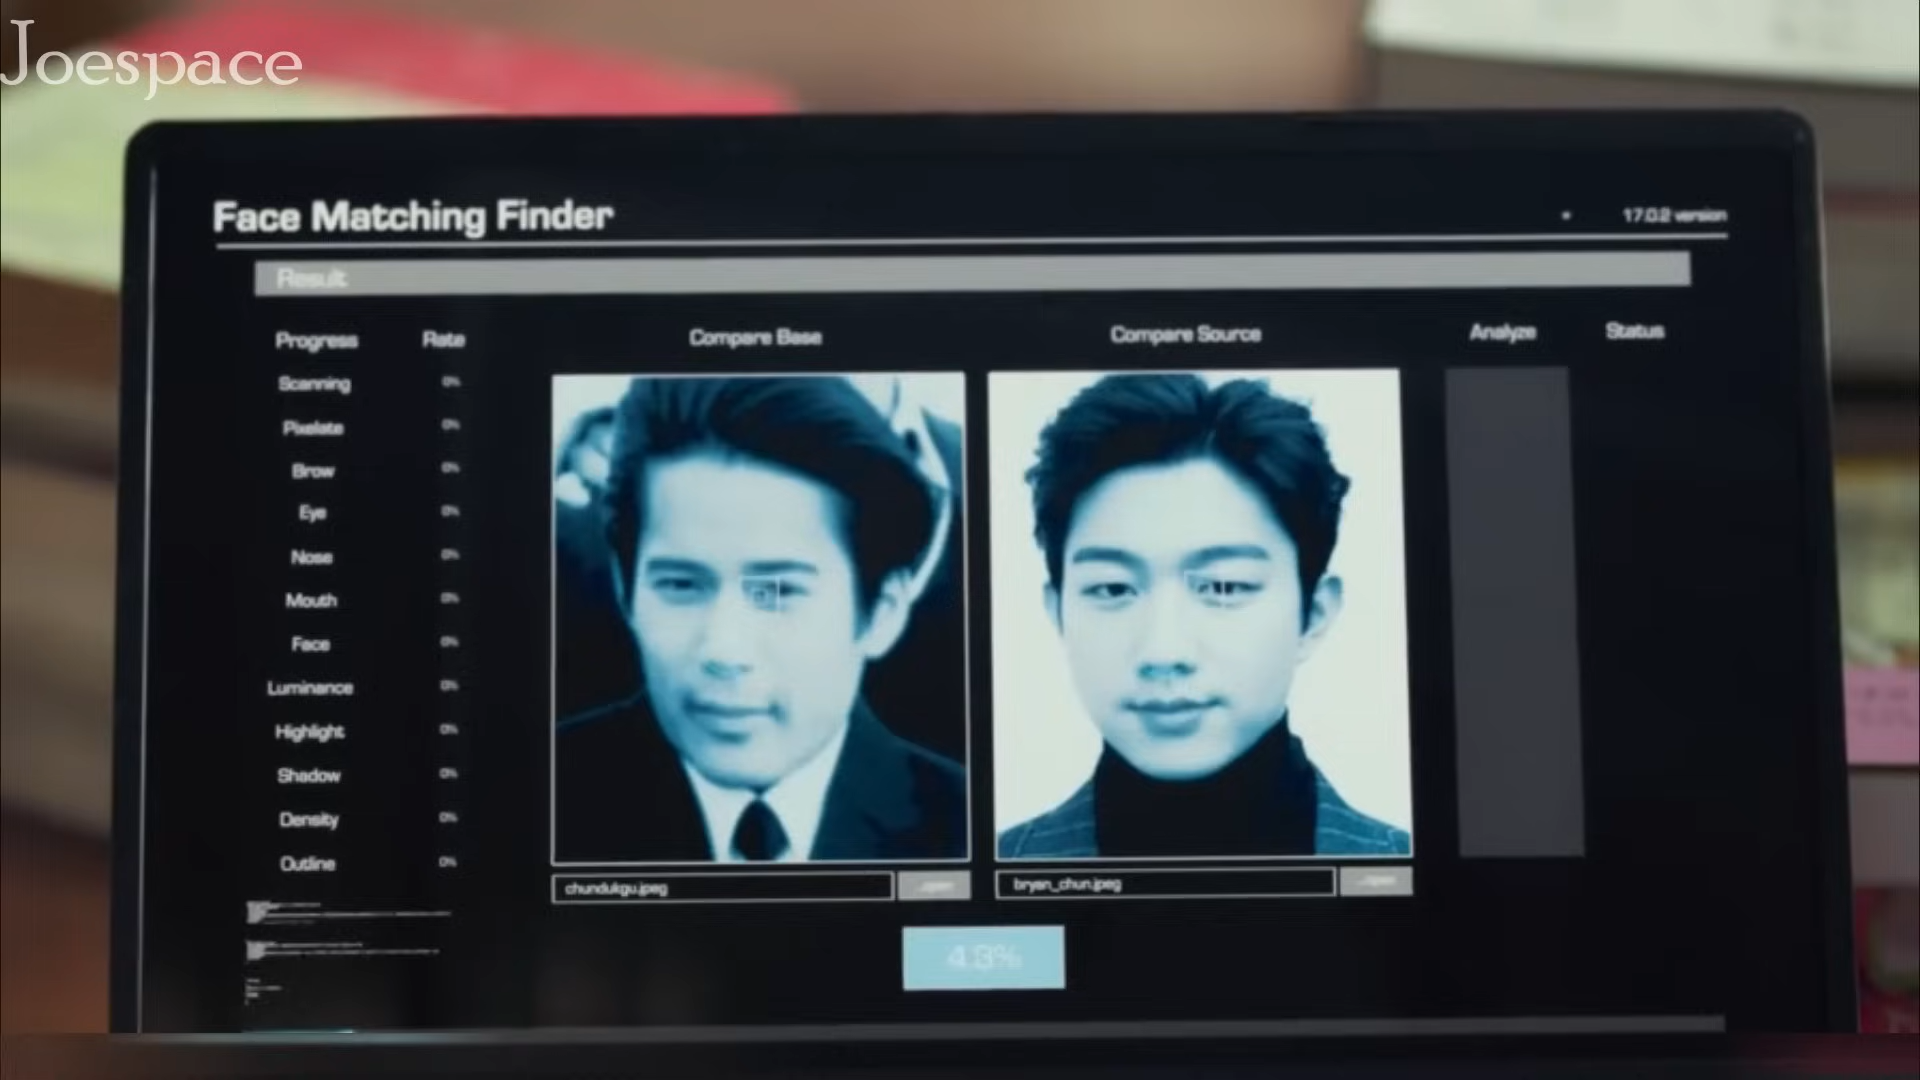 Joespace
Face Matching Finder
17.0.2 version
Result
Progress Rate Compare Base Compare Source Analyze Status
Scanning 0%
Pixelate 0%
Brow 0%
Eye 0%
Nose 0%
Mouth 0%
Face 0%
Luminance 0%
Highlight 0%
Shadow 0%
Density 0%
Outline 0%
chundukgu.jpeg
bryan_chun.jpeg
4.3%